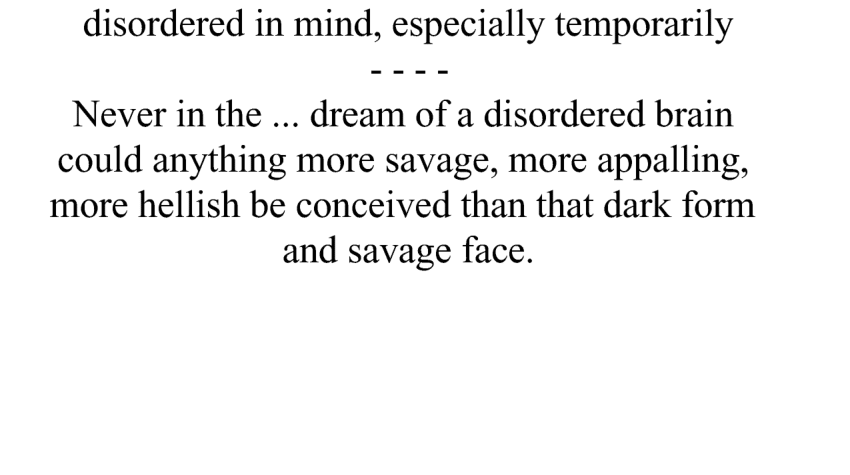 disordered in mind, especially temporarily
- - - -
Never in the ... dream of a disordered brain
could anything more savage, more appalling,
more hellish be conceived than that dark form
and savage face.